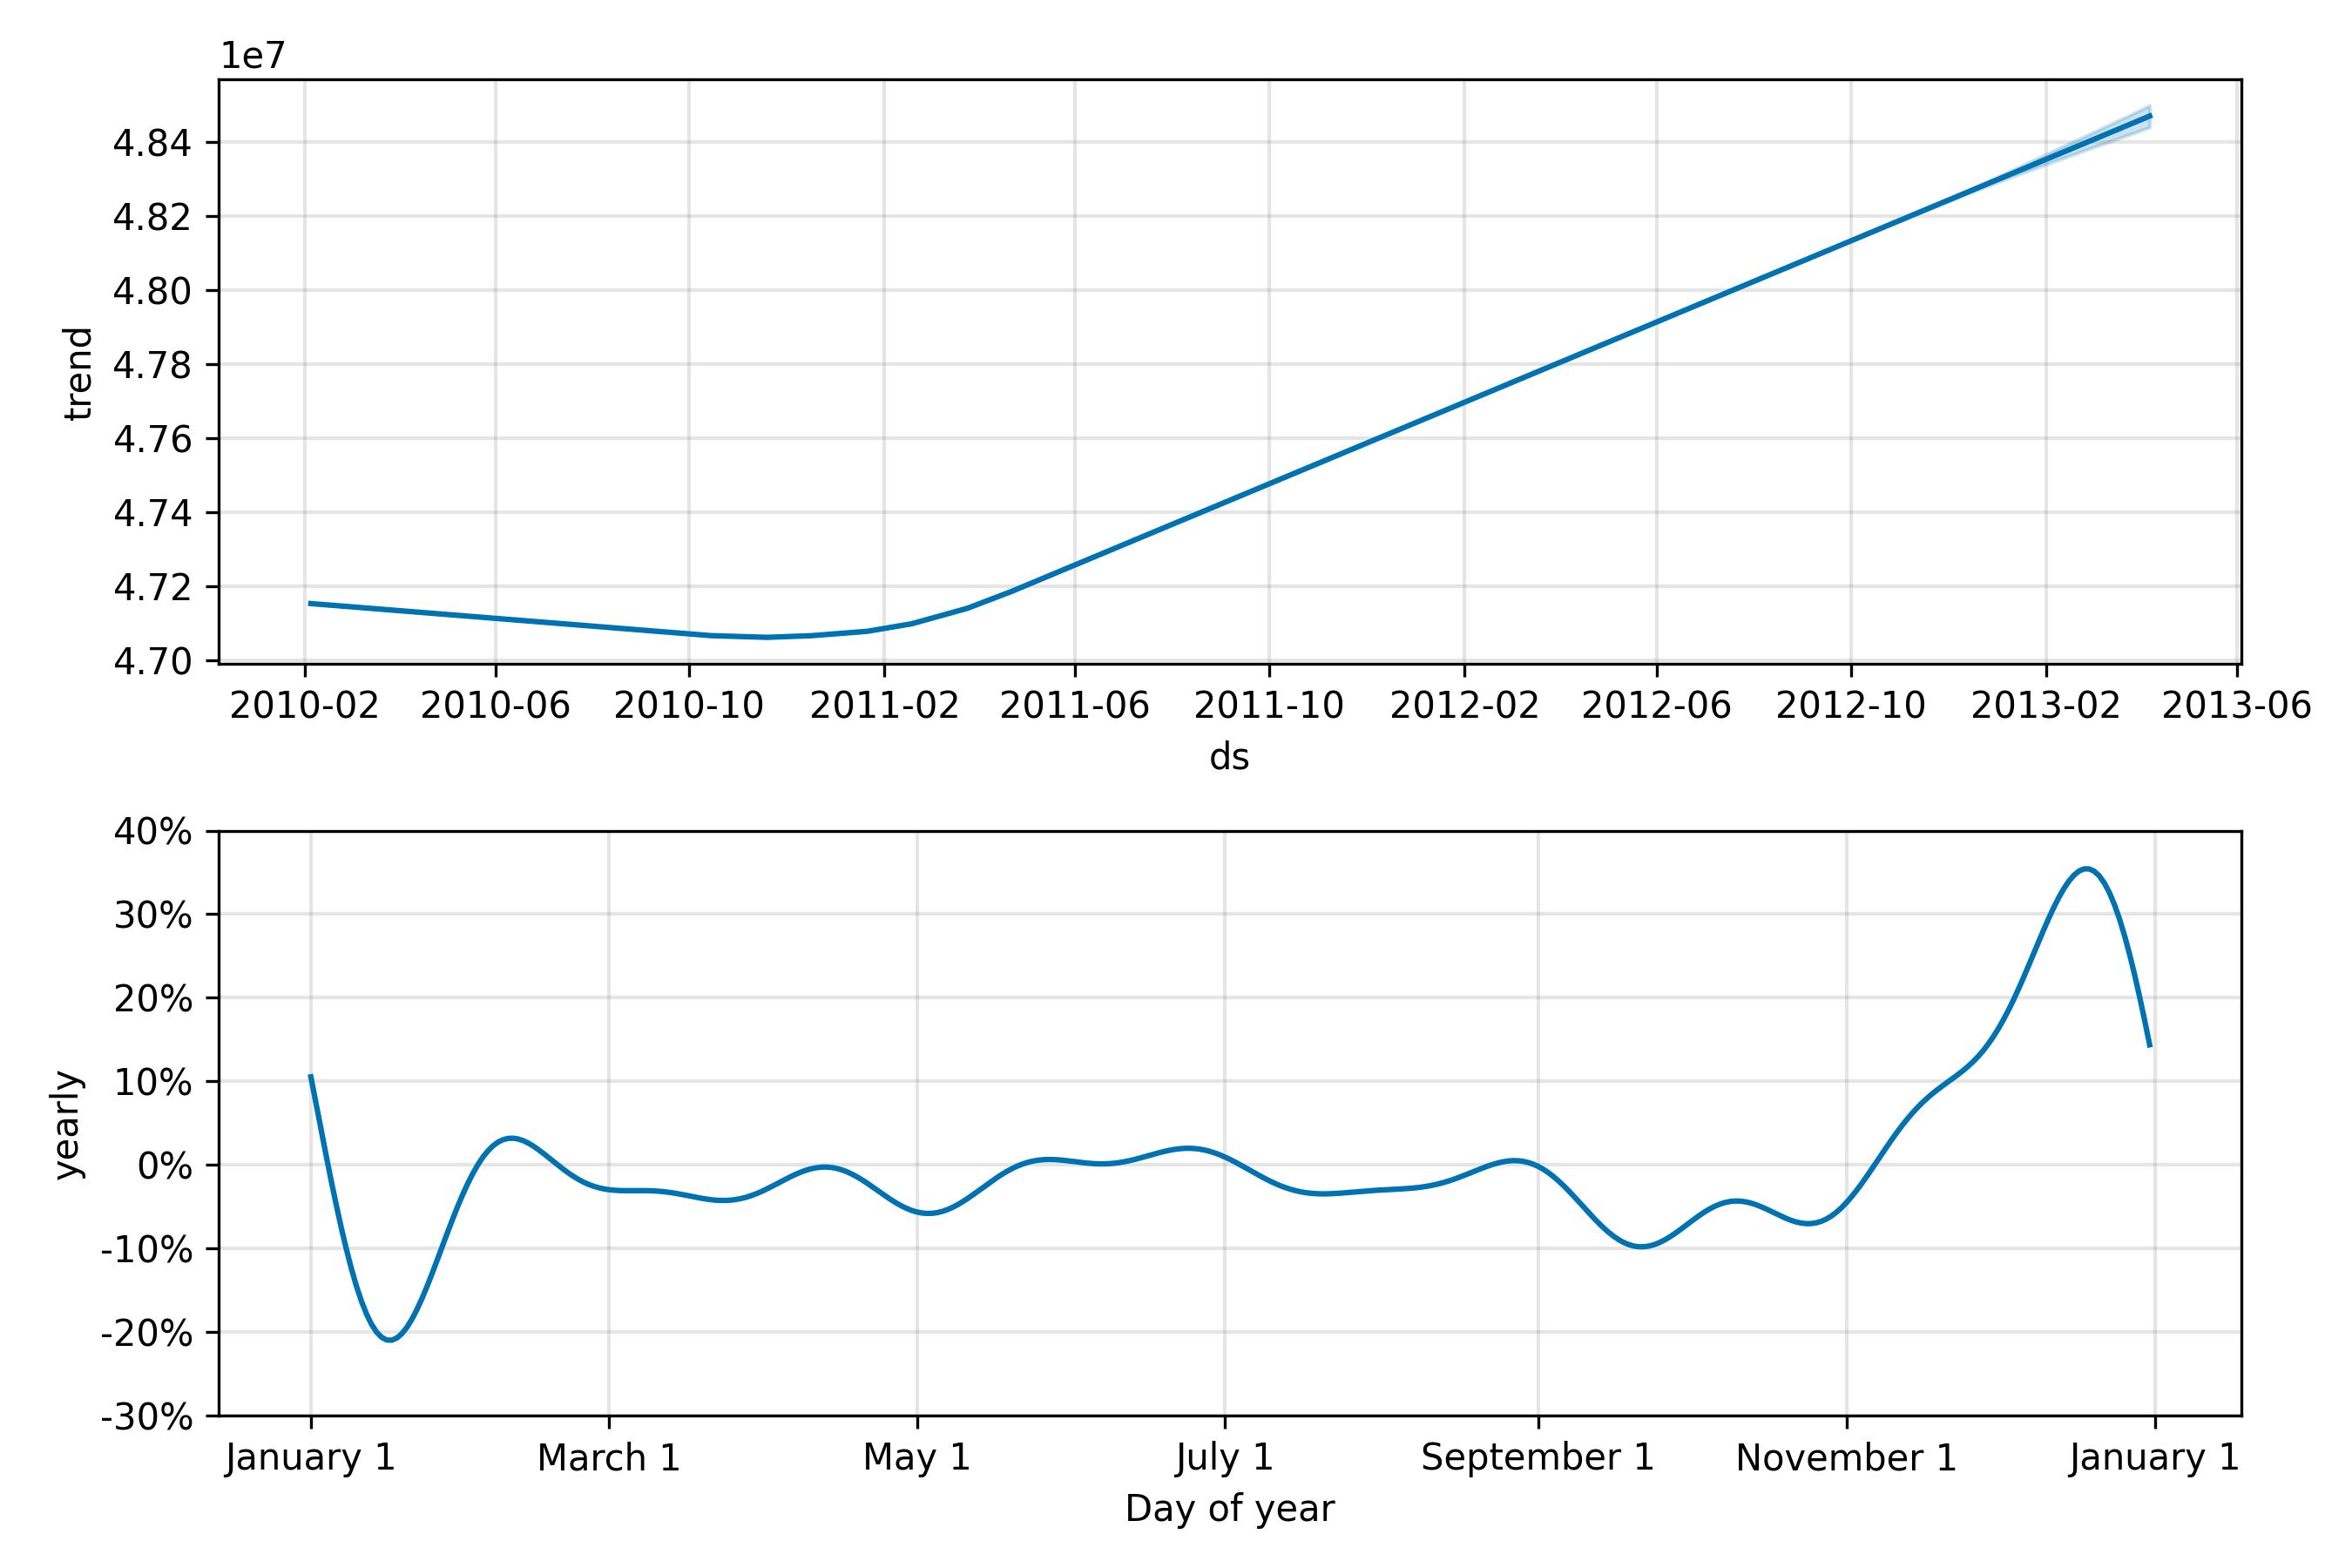 1e7
4.84
4.82
4.80
4.78
4.76
4.74
4.72
4.70
trend
2010-02 2010-06 2010-10 2011-02 2011-06 2011-10 2012-02 2012-06 2012-10 2013-02 2013-06
ds
40%
30%
20%
10%
0%
-10%
-20%
-30%
yearly
January 1 March 1 May 1 July 1 September 1 November 1 January 1
Day of year